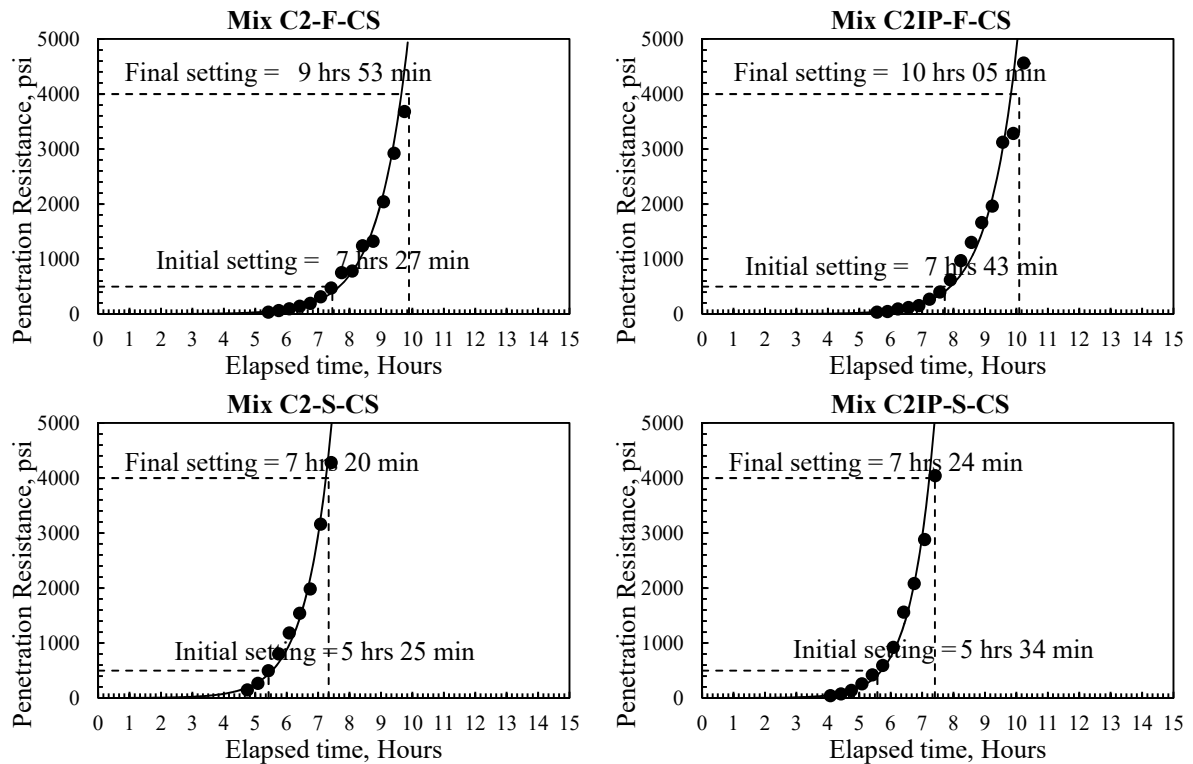 Mix C2-F-CS
Penetration Resistance, psi
5000
4000
3000
2000
1000
0
Final setting = 9 hrs 53 min
Initial setting = 7 hrs 27 min
0 1 2 3 4 5 6 7 8 9 10 11 12 13 14 15
Elapsed time, Hours
Mix C2IP-F-CS
Penetration Resistance, psi
5000
4000
3000
2000
1000
0
Final setting = 10 hrs 05 min
Initial setting = 7 hrs 43 min
0 1 2 3 4 5 6 7 8 9 10 11 12 13 14 15
Elapsed time, Hours
Mix C2-S-CS
Penetration Resistance, psi
5000
4000
3000
2000
1000
0
Final setting = 7 hrs 20 min
Initial setting = 5 hrs 25 min
0 1 2 3 4 5 6 7 8 9 10 11 12 13 14 15
Elapsed time, Hours
Mix C2IP-S-CS
Penetration Resistance, psi
5000
4000
3000
2000
1000
0
Final setting = 7 hrs 24 min
Initial setting = 5 hrs 34 min
0 1 2 3 4 5 6 7 8 9 10 11 12 13 14 15
Elapsed time, Hours